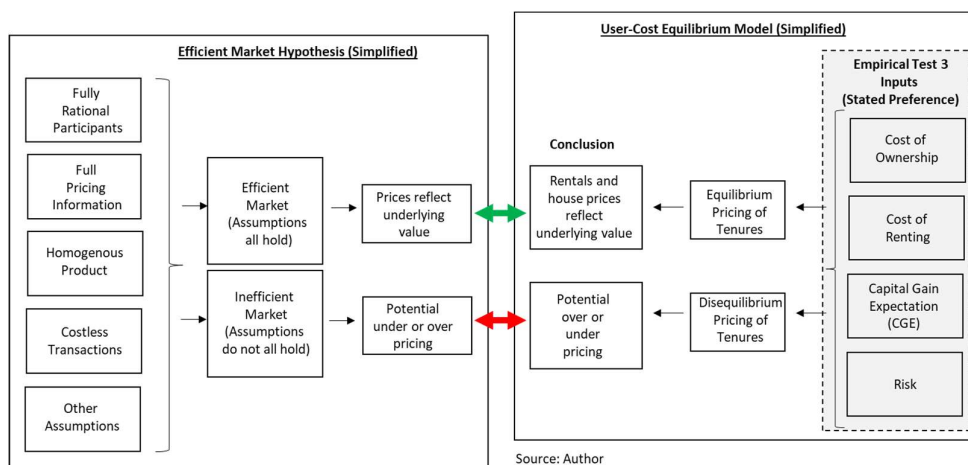 Efficient Market Hypothesis (Simplified)
Fully
Rational
Participants
Full
Pricing
Information
Homogenous
Product
Costless
Transactions
Other
Assumptions
Efficient
Market
(Assumptions
all hold)
Inefficient
Market
(Assumptions
do not all hold)
Prices reflect
underlying
value
Potential
under or over
pricing
User-Cost Equilibrium Model (Simplified)
Conclusion
Rentals and
house prices
reflect
underlying value
Potential
over or
under
pricing
Equilibrium
Pricing of
Tenures
Disequilibrium
Pricing of
Tenures
Empirical Test 3
Inputs
(Stated Preference)
Cost of
Ownership
Cost of
Renting
Capital Gain
Expectation
(CGE)
Risk
Source: Author